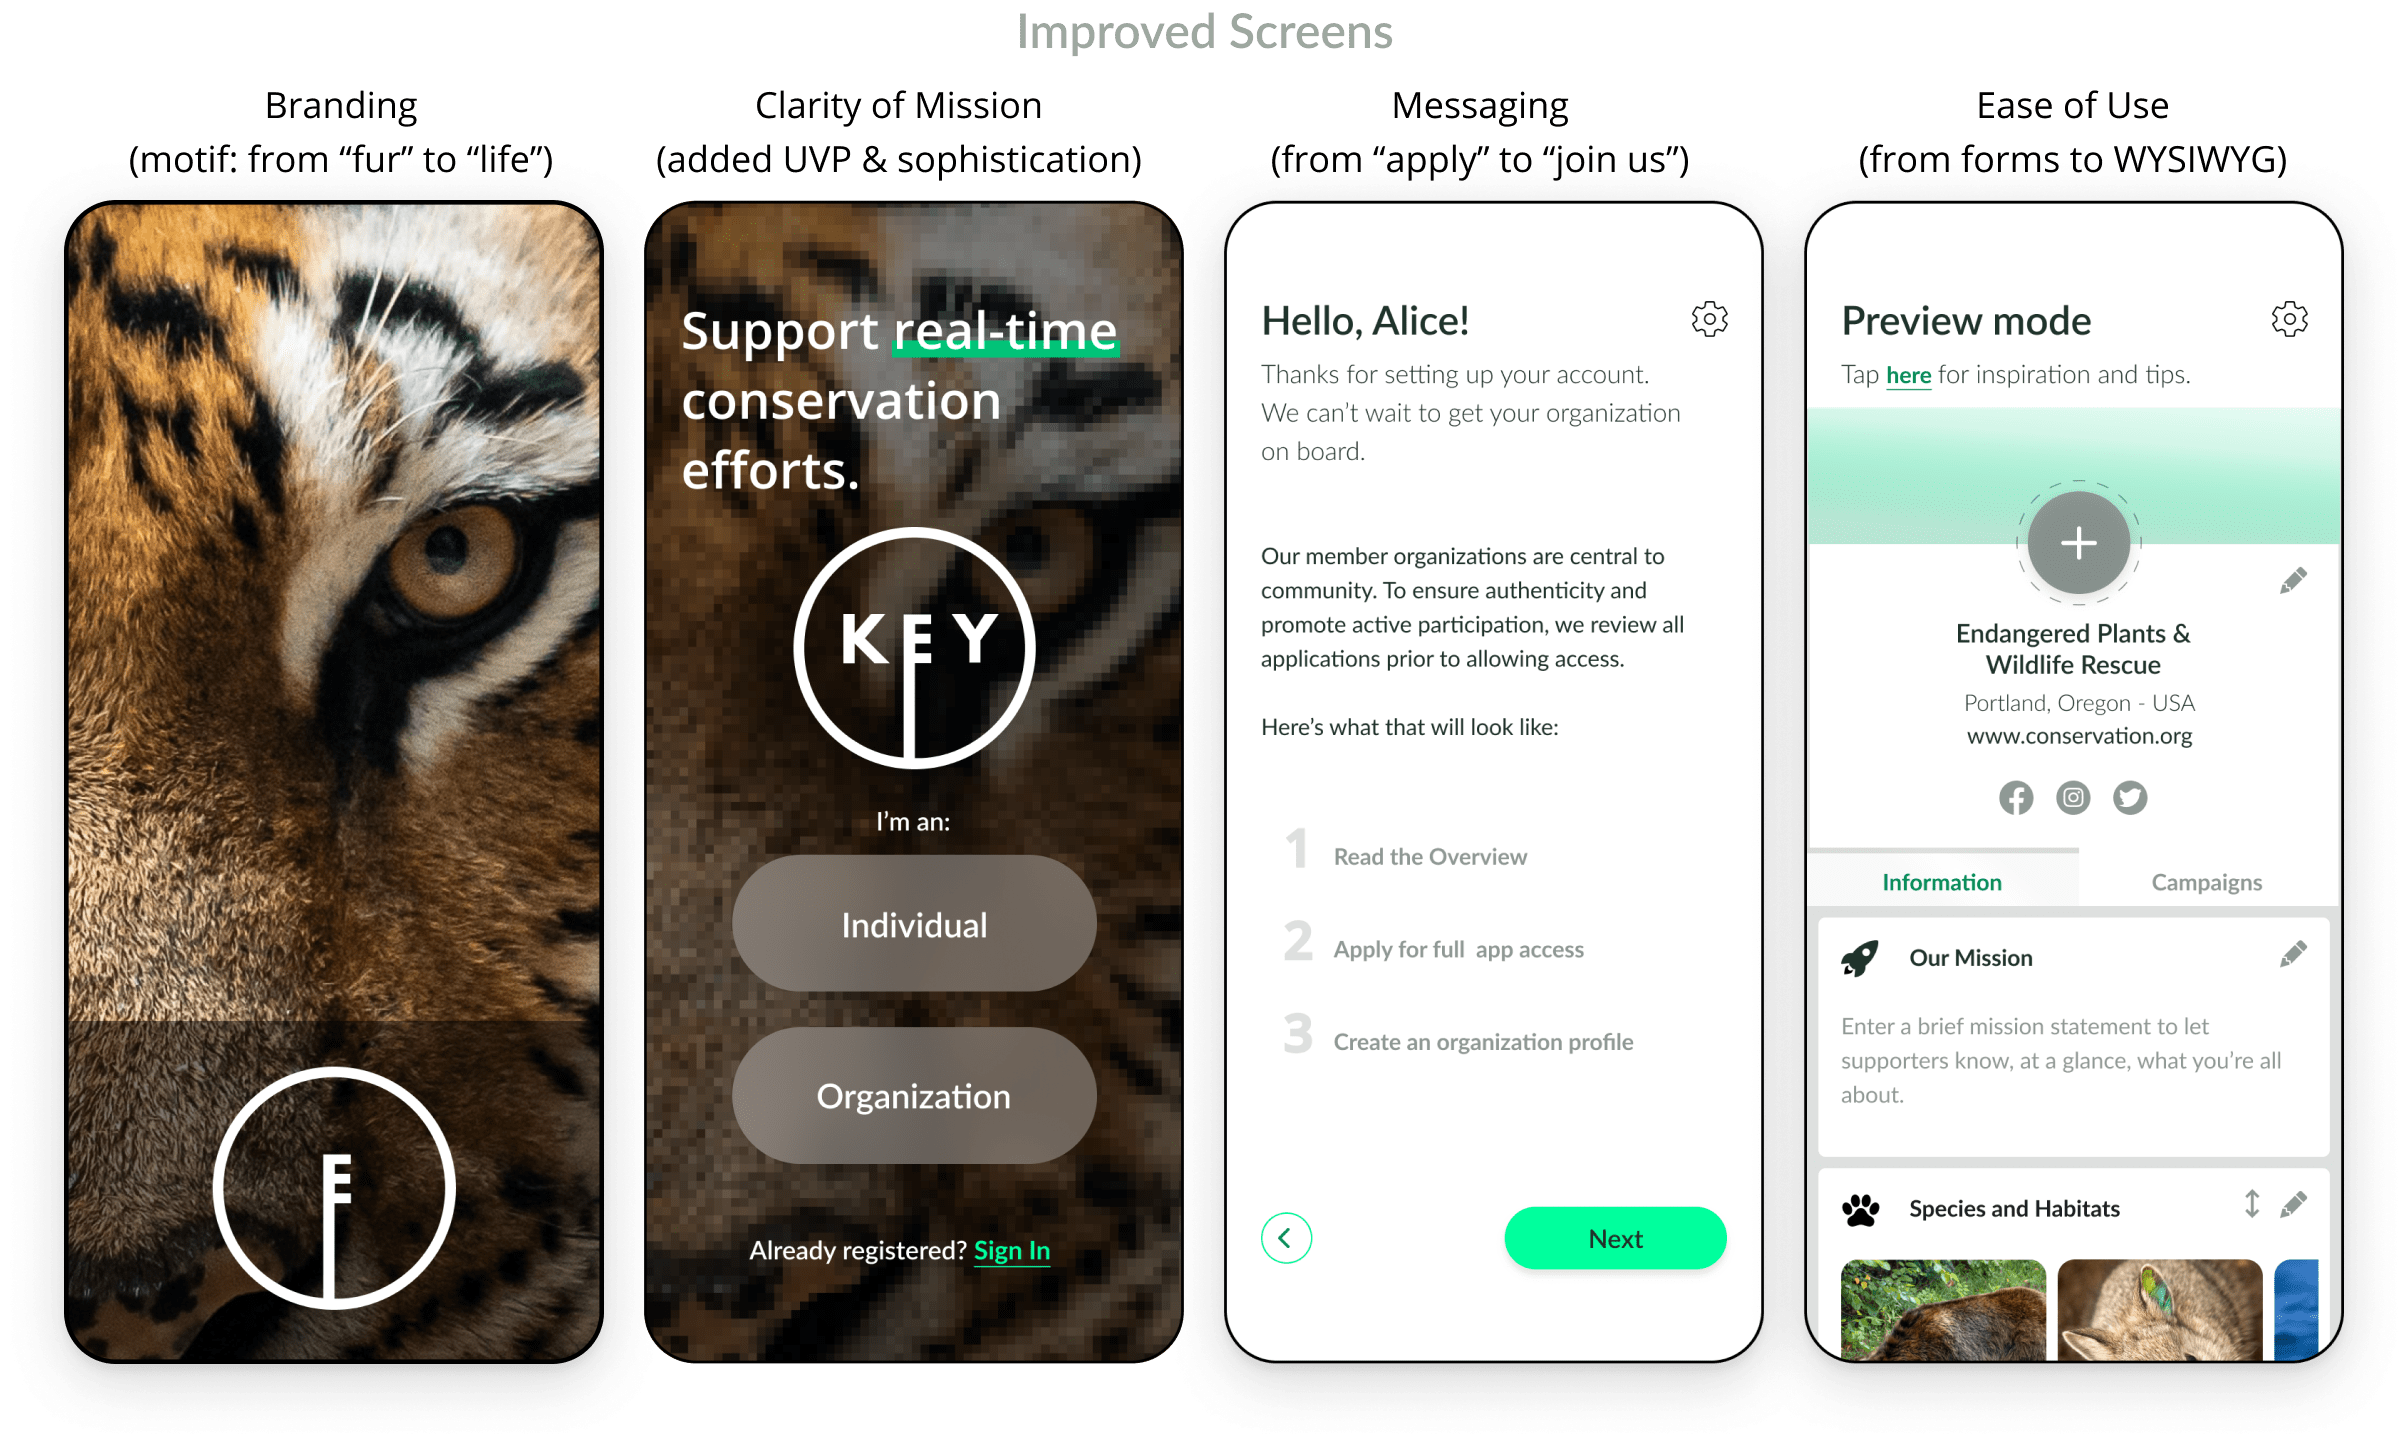 Improved Screens
Branding
(motif: from “fur” to “life”)
Clarity of Mission
(added UVP & sophistication)
Messaging
(from “apply” to “join us”)
Ease of Use
(from forms to WYSIWYG)
E
Support real-time
conservation
efforts.
KEY
I’m an:
Individual
Organization
Already registered? Sign In
Hello, Alice!
Thanks for setting up your account.
We can’t wait to get your organization
on board.
Our member organizations are central to
community. To ensure authenticity and
promote active participation, we review all
applications prior to allowing access.
Here’s what that will look like:
1 Read the Overview
2 Apply for full  app access
3 Create an organization profile
Next
Preview mode
Tap here for inspiration and tips.
Endangered Plants &
Wildlife Rescue
Portland, Oregon - USA
www.conservation.org
Information
Campaigns
Our Mission
Enter a brief mission statement to let
supporters know, at a glance, what you’re all
about.
Species and Habitats